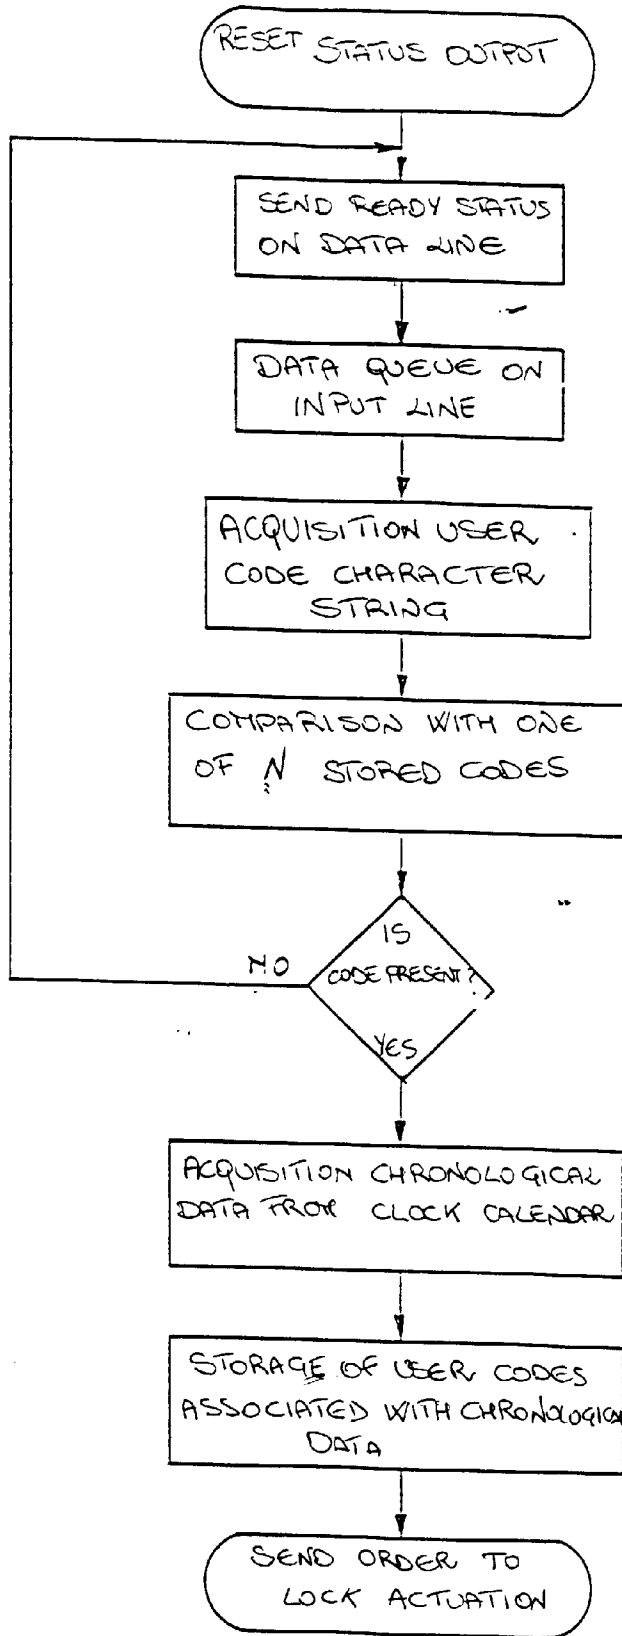 RESET STATUS OUTPUT
SEND READY STATUS
ON DATA LINE
DATA QUEUE ON
INPUT LINE
ACQUISITION USER
CODE CHARACTER
STRING
COMPARISON WITH ONE
OF N STORED CODES
IS
CODE PRESENT?
NO
YES
ACQUISITION CHRONOLOGICAL
DATA FROM CLOCK CALENDAR
STORAGE OF USER CODES
ASSOCIATED WITH CHRONOLOGICAL
DATA
SEND ORDER TO
LOCK ACTUATION